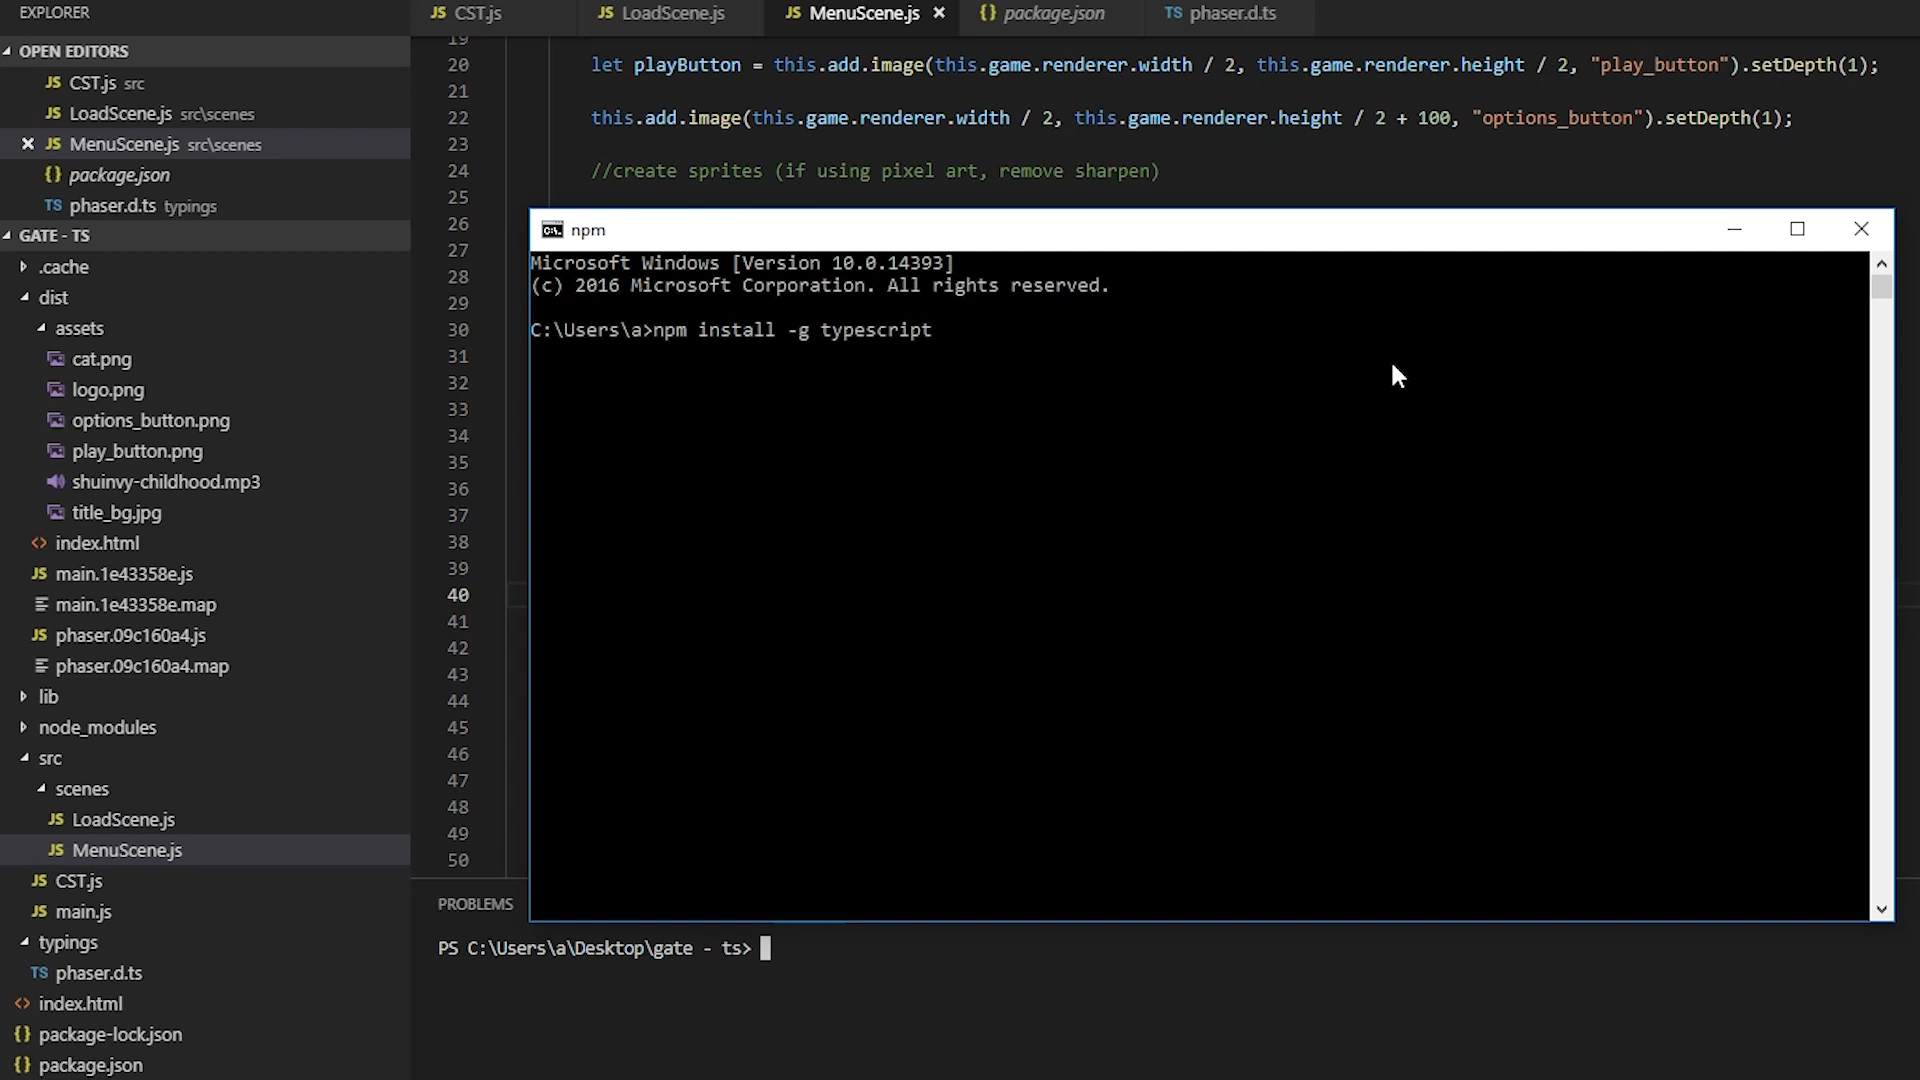 EXPLORER
OPEN EDITORS
JS CST.js src
JS LoadScene.js src\scenes
JS MenuScene.js src\scenes
{} package.json
TS phaser.d.ts typings
GATE - TS
.cache
dist
assets
cat.png
logo.png
options_button.png
play_button.png
shuinvy-childhood.mp3
title_bg.jpg
<> index.html
JS main.1e43358e.js
main.1e43358e.map
JS phaser.09c160a4.js
phaser.09c160a4.map
lib
node_modules
src
scenes
JS LoadScene.js
JS MenuScene.js
JS CST.js
JS main.js
typings
TS phaser.d.ts
<> index.html
{} package-lock.json
{} package.json
JS CST.js JS LoadScene.js JS MenuScene.js {} package.json TS phaser.d.ts
19
20 let playButton = this.add.image(this.game.renderer.width / 2, this.game.renderer.height / 2, "play_button").setDepth(1);
21
22 this.add.image(this.game.renderer.width / 2, this.game.renderer.height / 2 + 100, "options_button").setDepth(1);
23
24 //create sprites (if using pixel art, remove sharpen)
25
26
27
28
29
30
31
32
33
34
35
36
37
38
39
40
41
42
43
44
45
46
47
48
49
50
C:\. npm
Microsoft Windows [Version 10.0.14393]
(c) 2016 Microsoft Corporation. All rights reserved.
C:\Users\a>npm install -g typescript
PROBLEMS
PS C:\Users\a\Desktop\gate - ts>